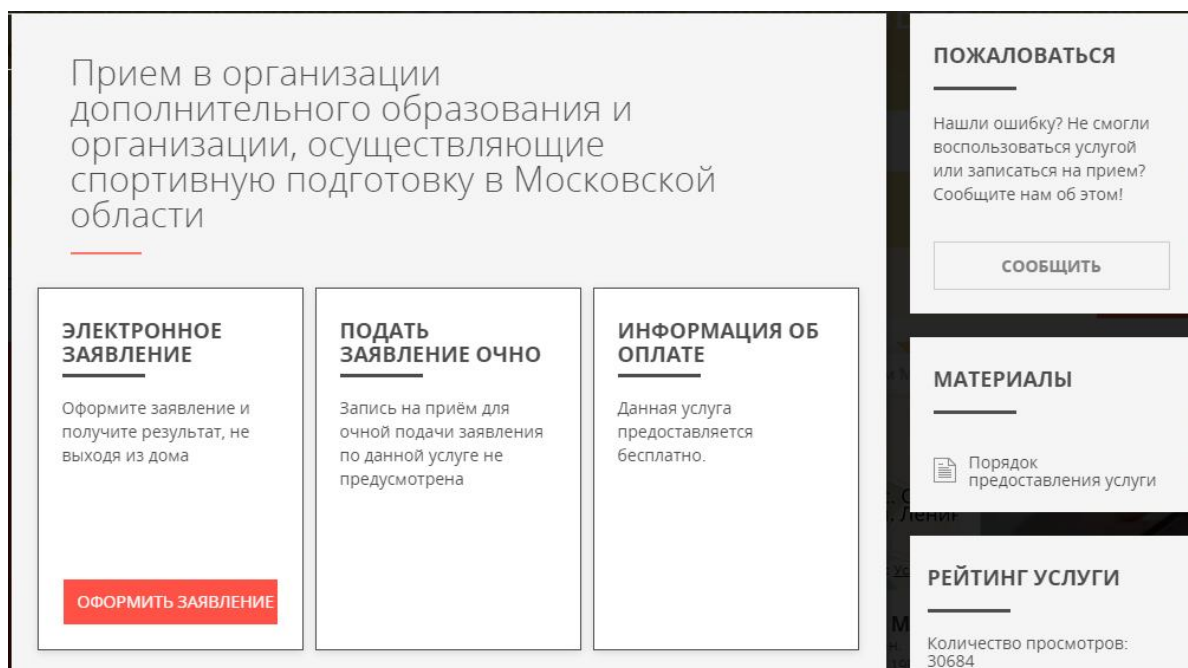 Прием в организации
дополнительного образования и
организации, осуществляющие
спортивную подготовку в Московской
области
ЭЛЕКТРОННОЕ
ЗАЯВЛЕНИЕ
Оформите заявление и
получите результат, не
выходя из дома
ОФОРМИТЬ ЗАЯВЛЕНИЕ
ПОДАТЬ
ЗАЯВЛЕНИЕ ОЧНО
Запись на приём для
очной подачи заявления
по данной услуге не
предусмотрена
ИНФОРМАЦИЯ ОБ
ОПЛАТЕ
Данная услуга
предоставляется
бесплатно.
ПОЖАЛОВАТЬСЯ
Нашли ошибку? Не смогли
воспользоваться услугой
или записаться на прием?
Сообщите нам об этом!
СООБЩИТЬ
МАТЕРИАЛЫ
Порядок
предоставления услуги
РЕЙТИНГ УСЛУГИ
Количество просмотров:
30684